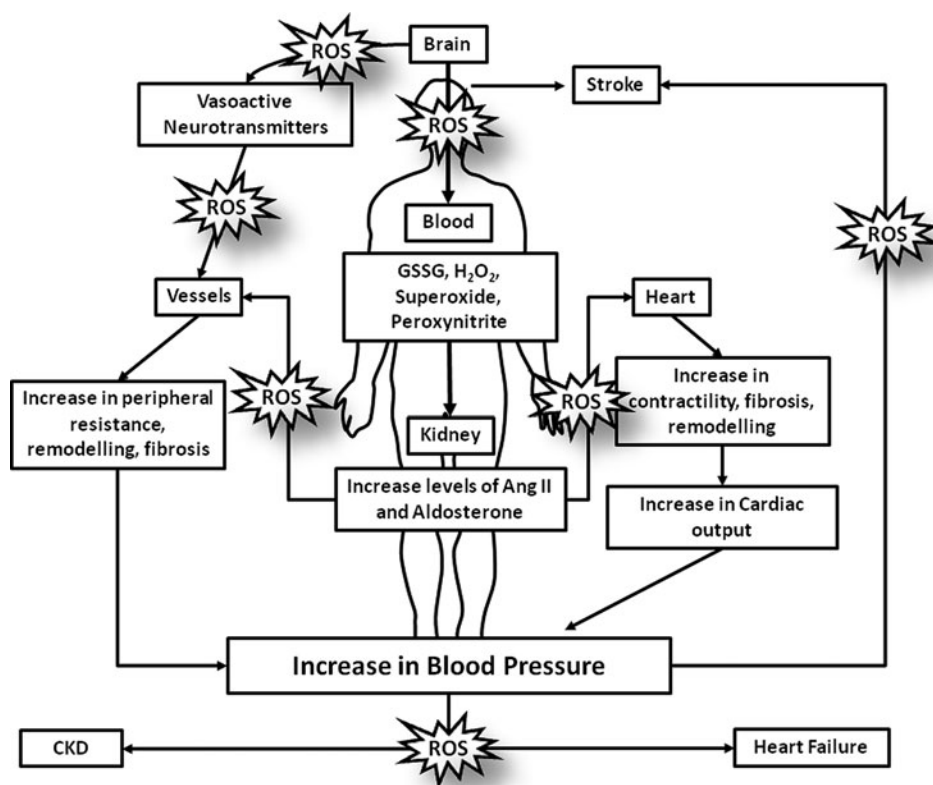 ROS
Brain
Stroke
Vasoactive
Neurotransmitters
ROS
ROS
Blood
ROS
GSSG, H₂O₂,
Superoxide,
Peroxynitrite
Vessels
Heart
ROS
ROS
Increase in peripheral
resistance,
remodelling, fibrosis
Increase in
contractility, fibrosis,
remodelling
Kidney
Increase levels of Ang II
and Aldosterone
Increase in Cardiac
output
Increase in Blood Pressure
CKD
ROS
Heart Failure